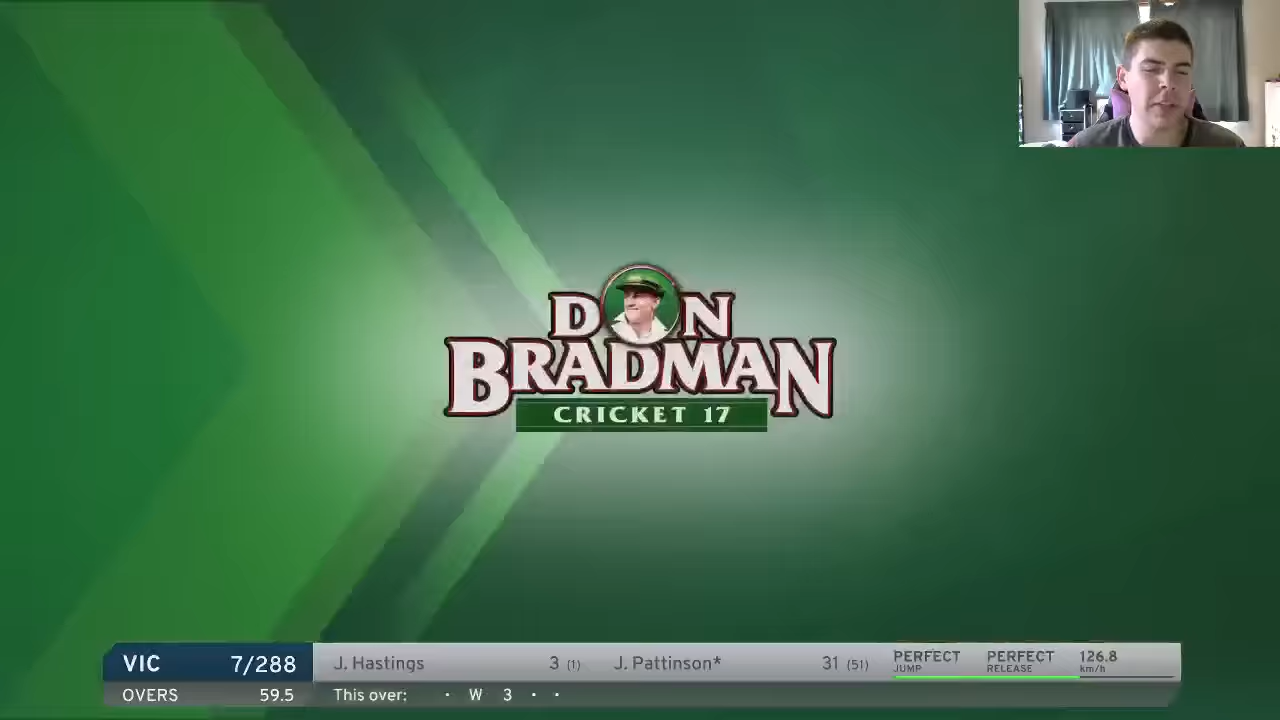 DON
BRADMAN
CRICKET 17
VIC 7/288 J. Hastings 3 (1) J. Pattinson* 31 (51) PERFECT JUMP PERFECT RELEASE 126.8 km/h
OVERS 59.5 This over: · W 3 · ·